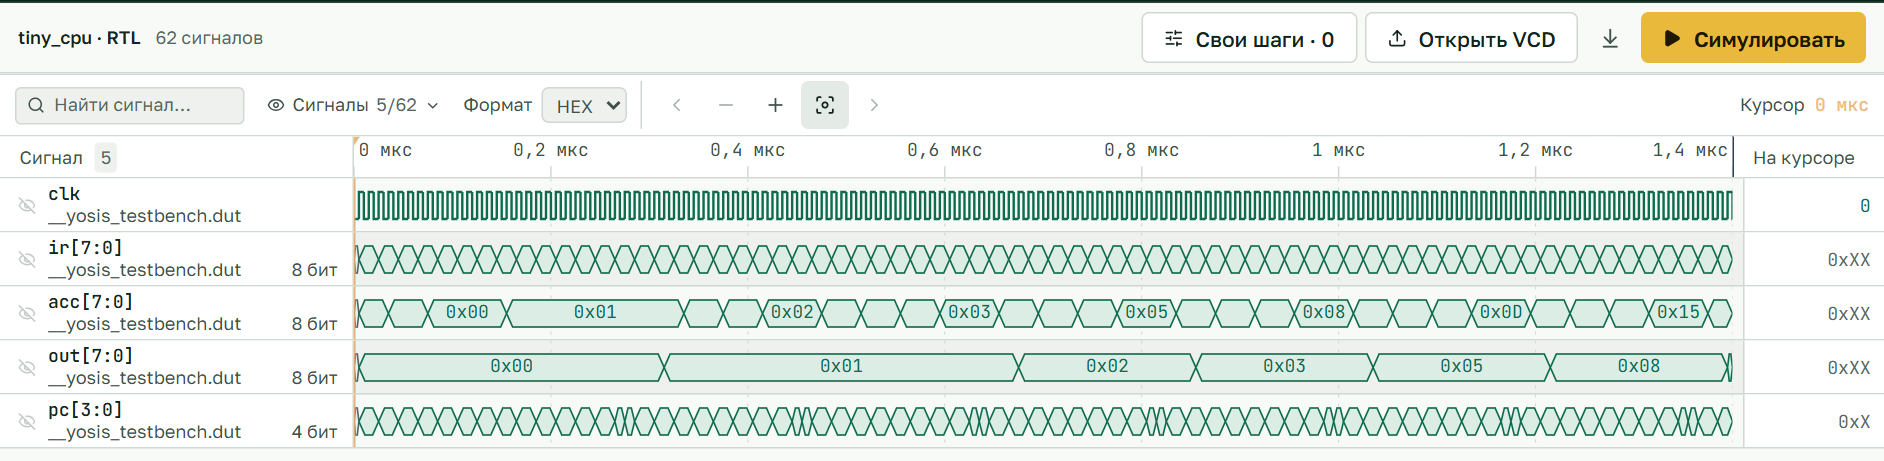 tiny_cpu · RTL 62 сигналов Свои шаги · 0 Открыть VCD Симулировать
Найти сигнал... Сигналы 5/62 Формат HEX Курсор 0 мкс
Сигнал 5 0 мкс 0,2 мкс 0,4 мкс 0,6 мкс 0,8 мкс 1 мкс 1,2 мкс 1,4 мкс На курсоре
clk
__yosis_testbench.dut 0
ir[7:0]
__yosis_testbench.dut 8 бит 0xXX
acc[7:0]
__yosis_testbench.dut 8 бит 0x00 0x01 0x02 0x03 0x05 0x08 0x0D 0x15 0xXX
out[7:0]
__yosis_testbench.dut 8 бит 0x00 0x01 0x02 0x03 0x05 0x08 0xXX
pc[3:0]
__yosis_testbench.dut 4 бит 0xX